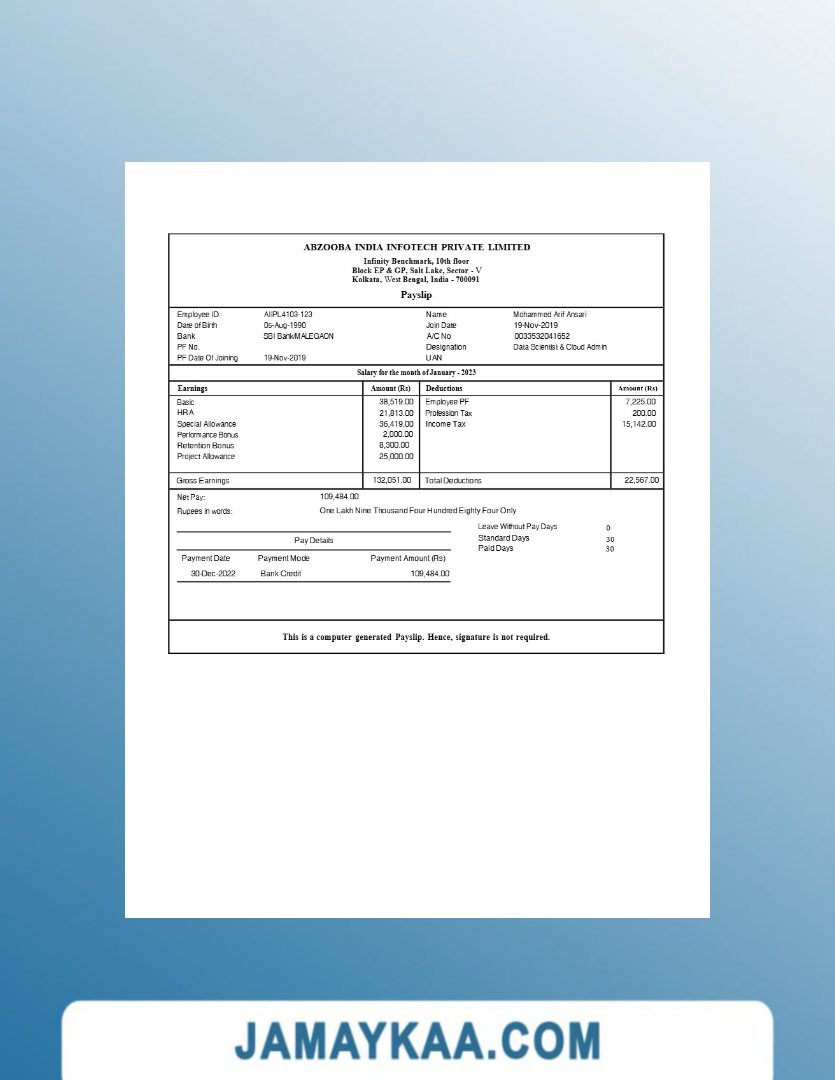 ABZOOBA INDIA INFOTECH PRIVATE LIMITED
Infinity Benchmark, 10th floor
Block EP & GP, Salt Lake, Sector - V
Kolkata, West Bengal, India - 700091
Payslip
Employee ID AIIPL4103-123 Name Mohammed Arif Ansari
Date of Birth 05-Aug-1990 Join Date 19-Nov-2019
Bank SBI Bank/MALEGAON A/C No 0033532041652
PF No. Designation Data Scientist & Cloud Admin
PF Date Of Joining 19-Nov-2019 UAN
Salary for the month of January - 2023
Earnings Amount (Rs) Deductions Amount (Rs)
Basic 38,519.00 Employee PF 7,225.00
HRA 21,813.00 Profession Tax 200.00
Special Allowance 36,419.00 Income Tax 15,142.00
Performance Bonus 2,000.00
Retention Bonus 8,300.00
Project Allowance 25,000.00
Gross Earnings 132,051.00 Total Deductions 22,567.00
Net Pay: 109,484.00
Rupees in words: One Lakh Nine Thousand Four Hundred Eighty Four Only
Leave Without Pay Days 0
Pay Details Standard Days 30
Paid Days 30
Payment Date Payment Mode Payment Amount (Rs)
30-Dec-2022 Bank Credit 109,484.00
This is a computer generated Payslip. Hence, signature is not required.
JAMAYKAA.COM